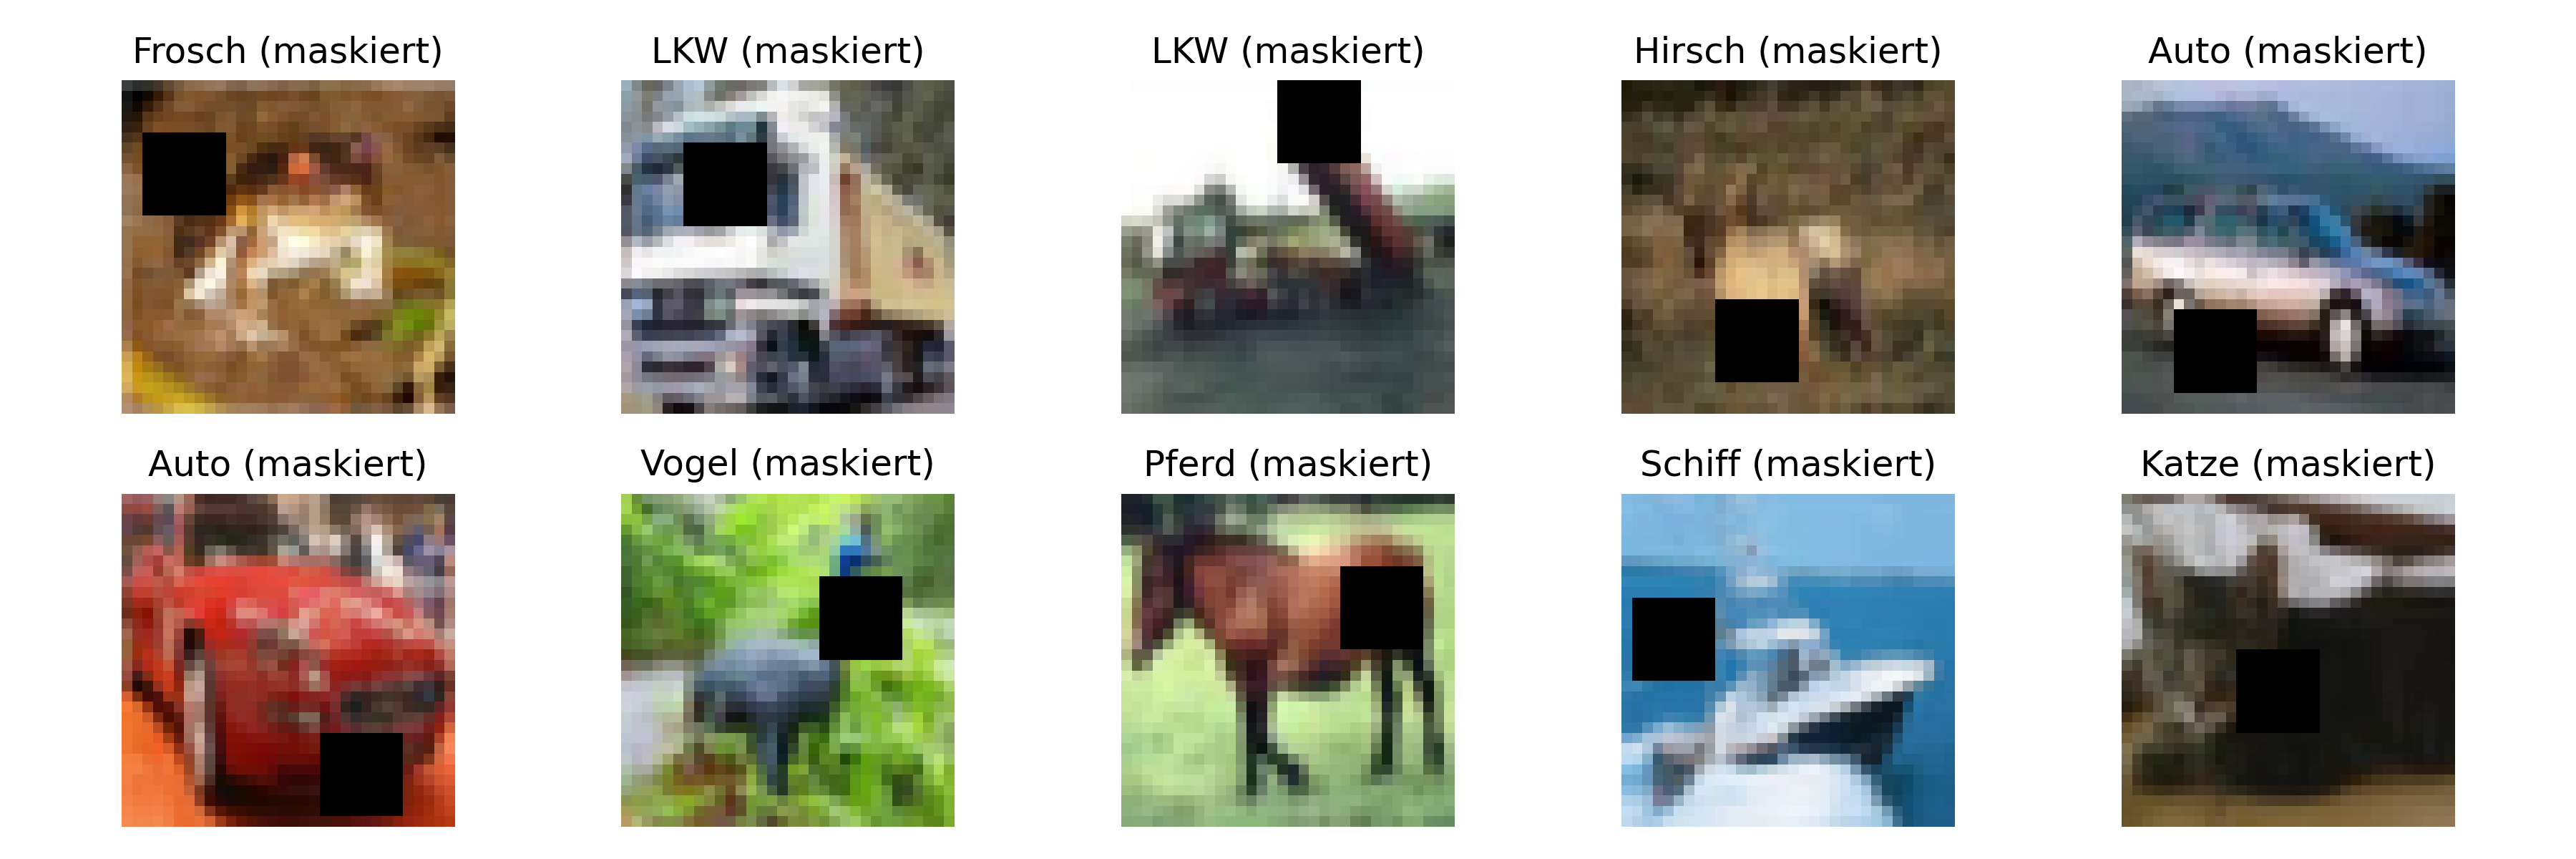 Frosch (maskiert)
LKW (maskiert)
LKW (maskiert)
Hirsch (maskiert)
Auto (maskiert)
Auto (maskiert)
Vogel (maskiert)
Pferd (maskiert)
Schiff (maskiert)
Katze (maskiert)